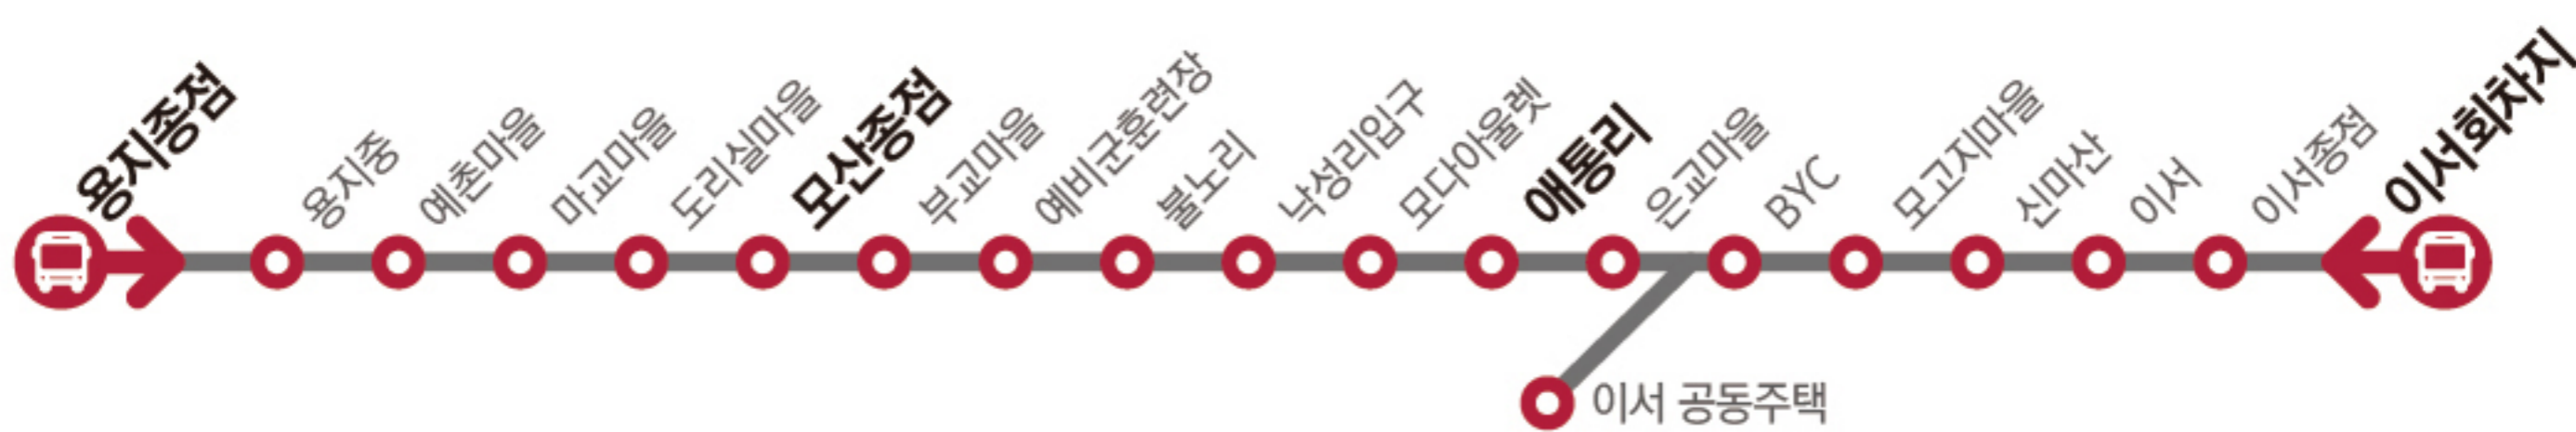 용지종점
용지중
예촌마을
마교마을
도리실마을
모산종점
부교마을
예비군훈련장
불노리
낙성리입구
모다아울렛
애통리
은교마을
BYC
모고지마을
신마산
이서
이서종점
이서회차지
이서 공동주택